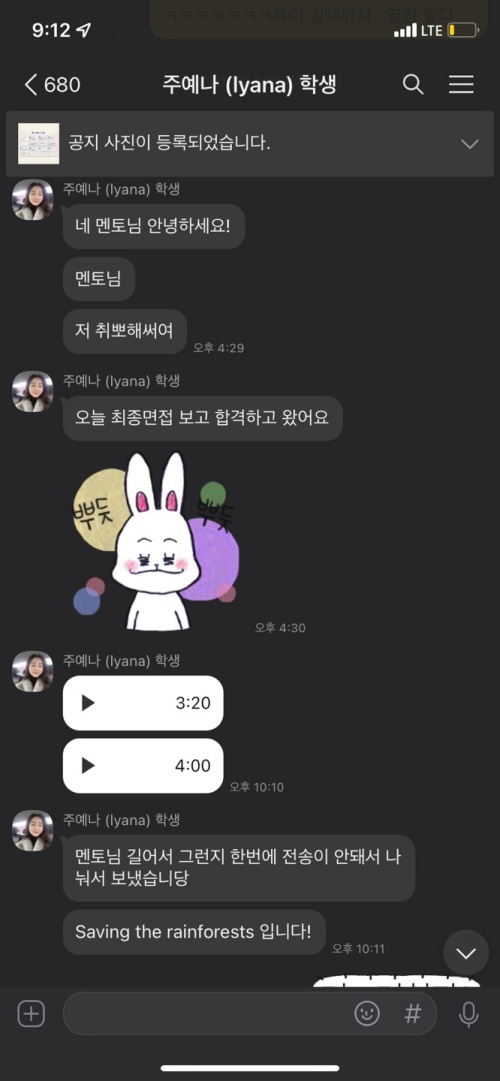 ㅋㅋㅋㅋㅋㅋㅋ목이 쉴때까지...열정 굿다
9:12
LTE
680
주예나 (Iyana) 학생
공지 사진이 등록되었습니다.
주예나 (Iyana) 학생
네 멘토님 안녕하세요!
멘토님
저 취뽀해써여
오후 4:29
주예나 (Iyana) 학생
오늘 최종면접 보고 합격하고 왔어요
뿌듯
뿌듯
오후 4:30
주예나 (Iyana) 학생
3:20
4:00
오후 10:10
주예나 (Iyana) 학생
멘토님 길어서 그런지 한번에 전송이 안돼서 나
눠서 보냈습니당
Saving the rainforests 입니다!
오후 10:11
#